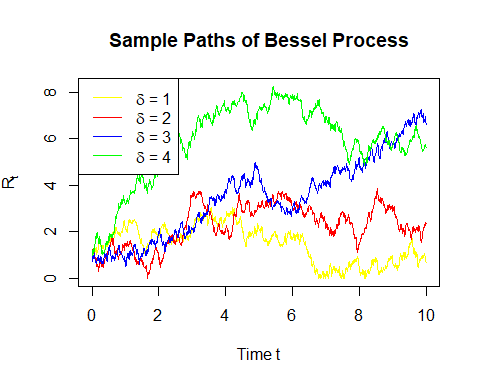 Sample Paths of Bessel Process
8
6
4
2
0
R_t
δ = 1
δ = 2
δ = 3
δ = 4
0
2
4
6
8
10
Time t